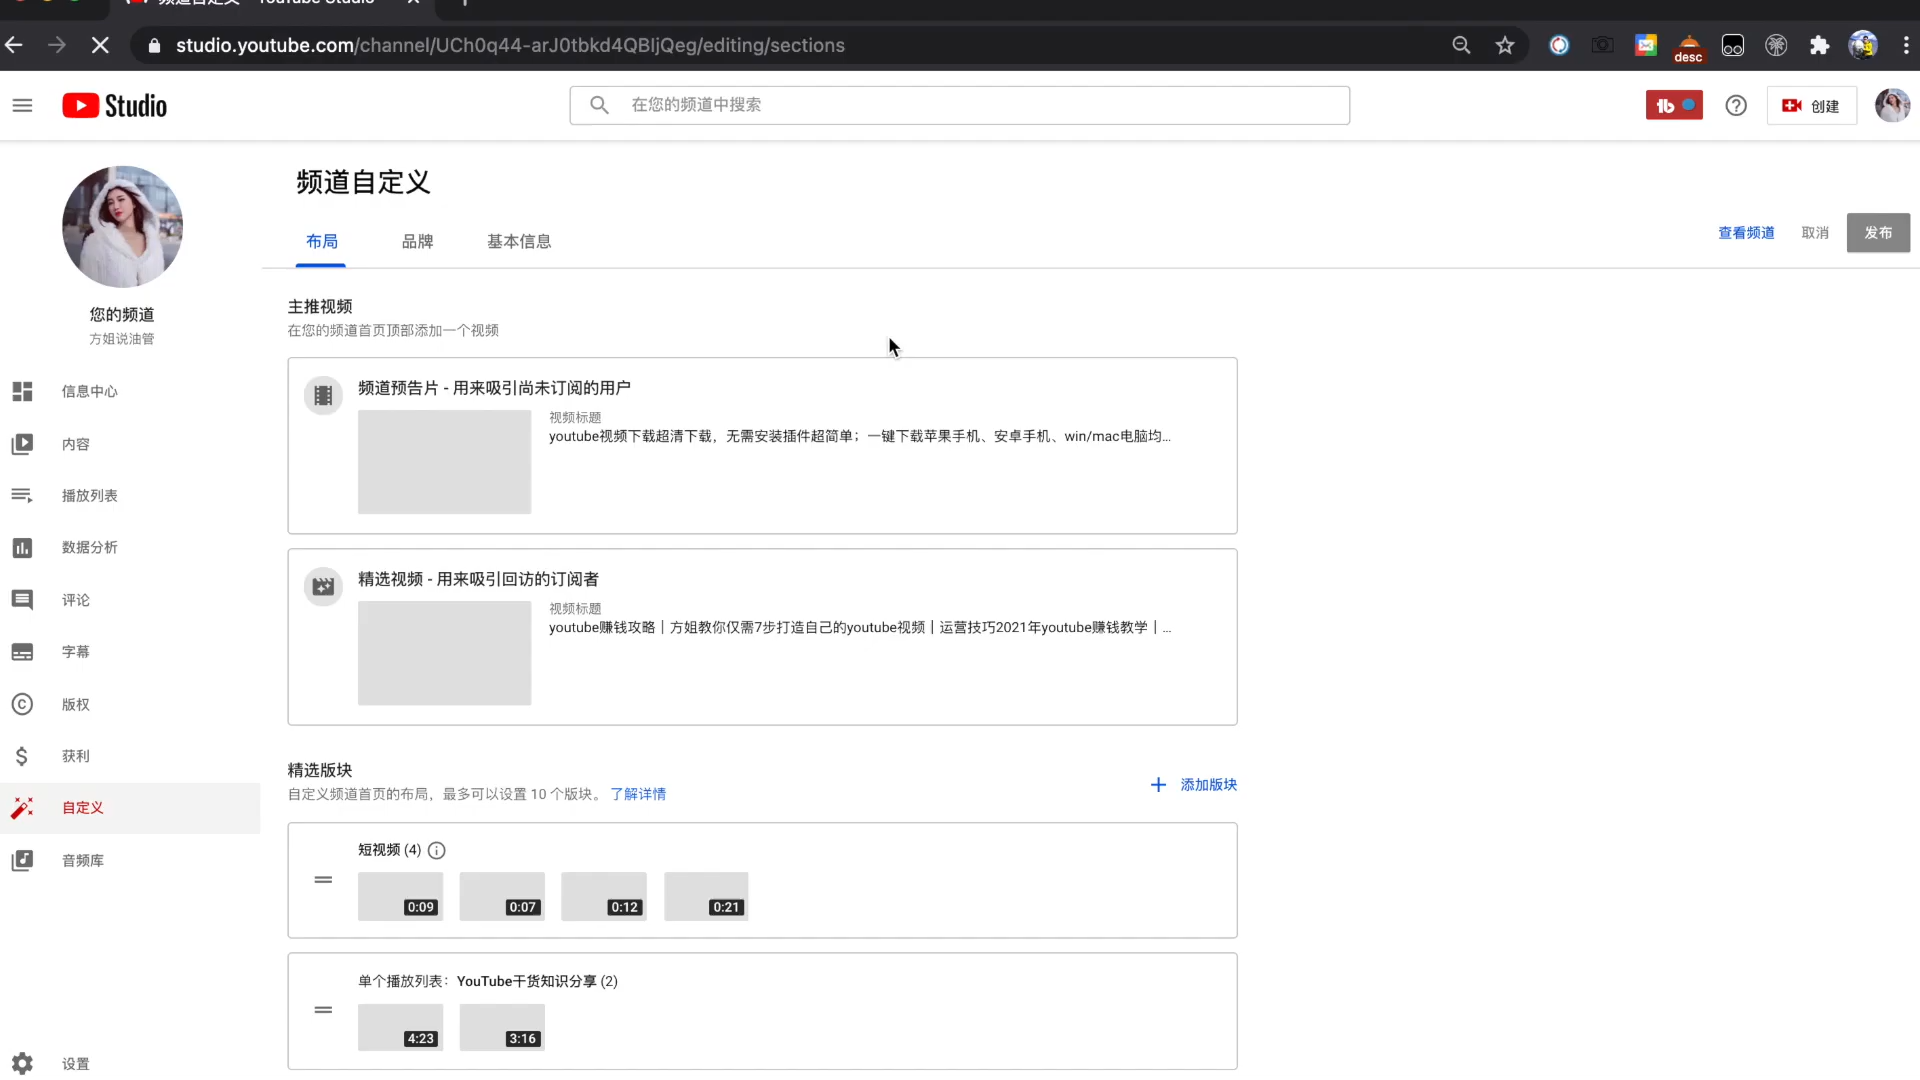 频道自定义 - YouTube Studio
studio.youtube.com/channel/UCh0q44-arJ0tbkd4QBIjQeg/editing/sections
desc
Studio
在您的频道中搜索
创建
您的频道
方姐说油管
信息中心
内容
播放列表
数据分析
评论
字幕
版权
获利
自定义
音频库
设置
频道自定义
布局
品牌
基本信息
查看频道
取消
发布
主推视频
在您的频道首页顶部添加一个视频
频道预告片 - 用来吸引尚未订阅的用户
视频标题
youtube视频下载超清下载，无需安装插件超简单；一键下载苹果手机、安卓手机、win/mac电脑均...
精选视频 - 用来吸引回访的订阅者
视频标题
youtube赚钱攻略｜方姐教你仅需7步打造自己的youtube视频｜运营技巧2021年youtube赚钱教学｜...
精选版块
自定义频道首页的布局，最多可以设置 10 个版块。 了解详情
添加版块
短视频 (4)
0:09
0:07
0:12
0:21
单个播放列表：YouTube干货知识分享 (2)
4:23
3:16